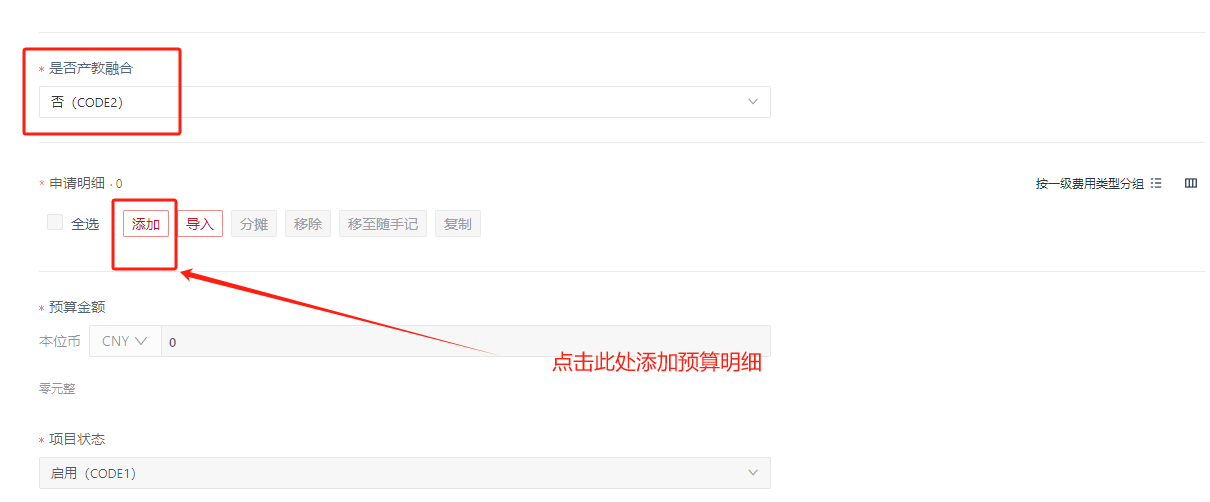 * 是否产教融合
否（CODE2）
* 申请明细 · 0
按一级费用类型分组
全选 添加 导入 分摊 移除 移至随手记 复制
* 预算金额
本位币 CNY 0
点击此处添加预算明细
零元整
* 项目状态
启用（CODE1）